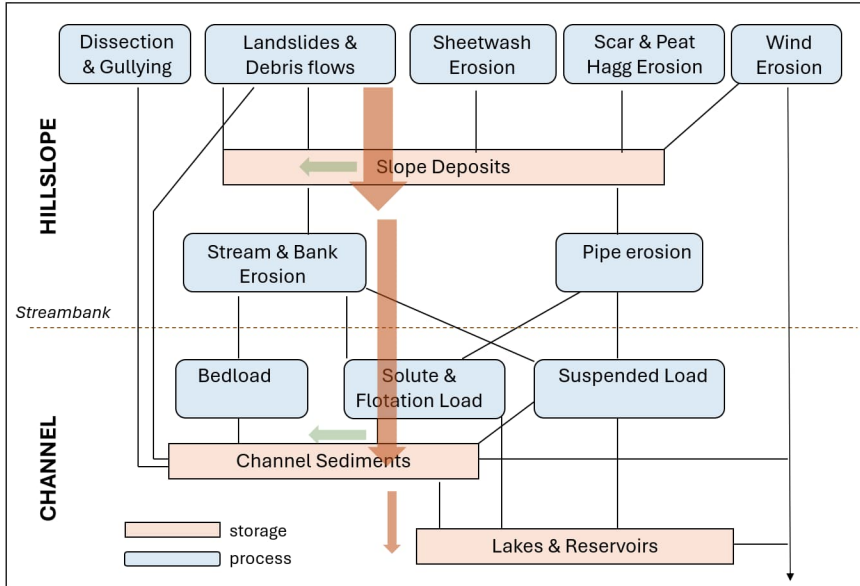 Dissection
& Gullying
Landslides &
Debris flows
Sheetwash
Erosion
Scar & Peat
Hagg Erosion
Wind
Erosion
HILLSLOPE
Slope Deposits
Stream & Bank
Erosion
Pipe erosion
Streambank
Bedload
Solute &
Flotation Load
Suspended Load
CHANNEL
Channel Sediments
storage
process
Lakes & Reservoirs